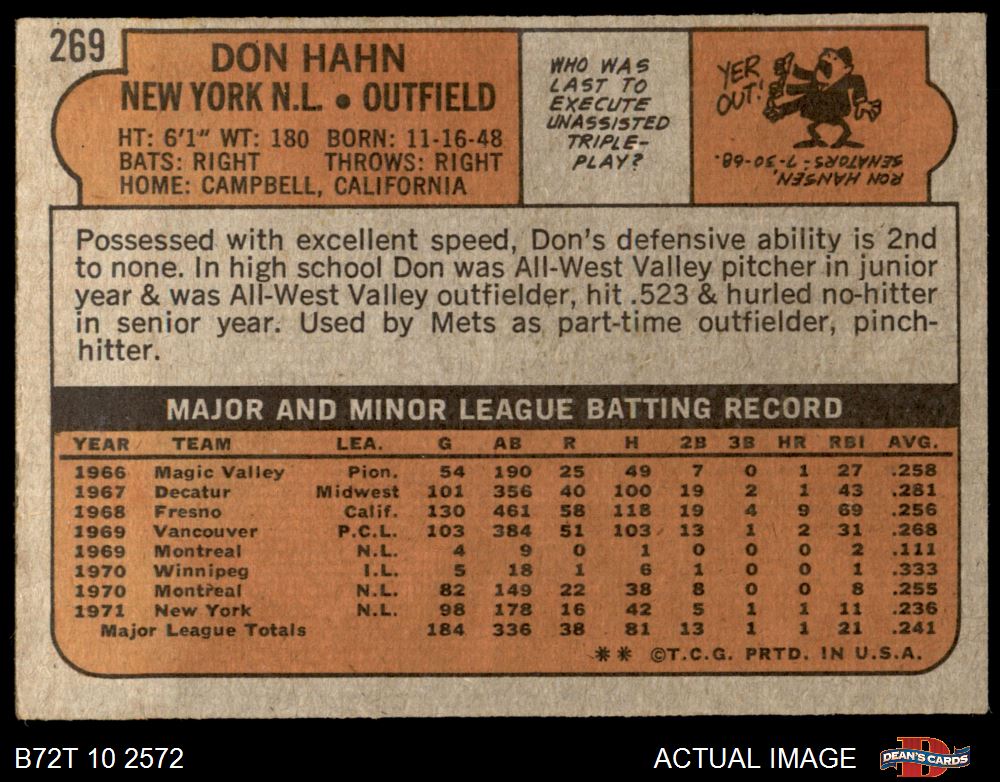 269
DON HAHN
NEW YORK N.L. • OUTFIELD
HT: 6'1" WT: 180 BORN: 11-16-48
BATS: RIGHT THROWS: RIGHT
HOME: CAMPBELL, CALIFORNIA
WHO WAS
LAST TO
EXECUTE
UNASSISTED
TRIPLE-
PLAY?
YER
OUT!
RON HANSEN,
SENATORS-7-30-68.
Possessed with excellent speed, Don's defensive ability is 2nd
to none. In high school Don was All-West Valley pitcher in junior
year & was All-West Valley outfielder, hit .523 & hurled no-hitter
in senior year. Used by Mets as part-time outfielder, pinch-
hitter.
MAJOR AND MINOR LEAGUE BATTING RECORD
YEAR TEAM LEA. G AB R H 2B 3B HR RBI AVG.
1966 Magic Valley Pion. 54 190 25 49 7 0 1 27 .258
1967 Decatur Midwest 101 356 40 100 19 2 1 43 .281
1968 Fresno Calif. 130 461 58 118 19 4 9 69 .256
1969 Vancouver P.C.L. 103 384 51 103 13 1 2 31 .268
1969 Montreal N.L. 4 9 0 1 0 0 0 2 .111
1970 Winnipeg I.L. 5 18 1 6 1 0 0 1 .333
1970 Montreal N.L. 82 149 22 38 8 0 0 8 .255
1971 New York N.L. 98 178 16 42 5 1 1 11 .236
Major League Totals 184 336 38 81 13 1 1 21 .241
** ©T.C.G. PRTD. IN U.S.A.
B72T 10 2572
ACTUAL IMAGE
DEAN'S CARDS